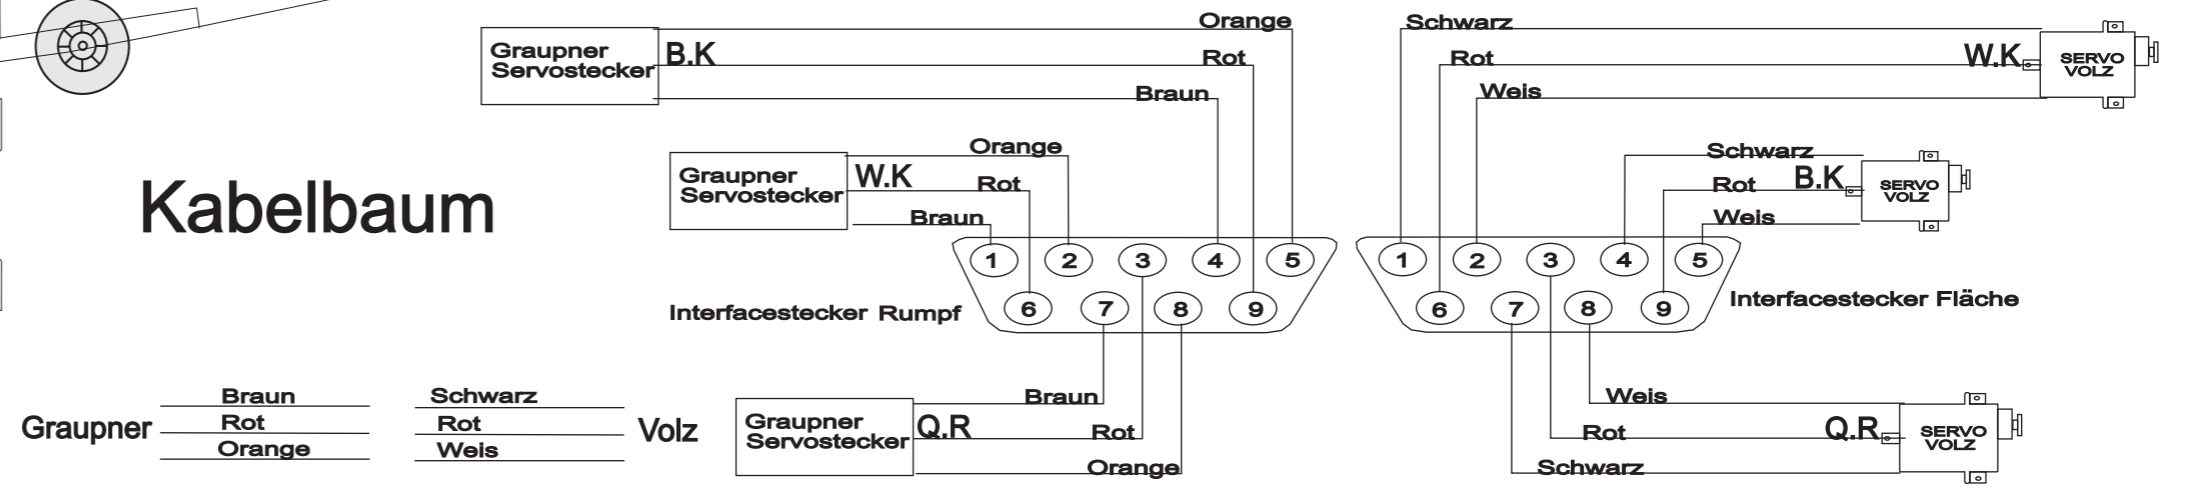 Orange
Graupner
Servostecker
B.K
Rot
Braun
Schwarz
Rot
W.K
Weis
SERVO
VOLZ
Kabelbaum
Orange
Graupner
Servostecker
W.K
Rot
Braun
Schwarz
Rot
B.K
Weis
SERVO
VOLZ
1 2 3 4 5
6 7 8 9
Interfacestecker Rumpf
1 2 3 4 5
6 7 8 9
Interfacestecker Fläche
Graupner
Braun
Rot
Orange
Schwarz
Rot
Weis
Volz
Graupner
Servostecker
Q.R
Braun
Rot
Orange
Weis
Rot
Schwarz
Q.R
SERVO
VOLZ